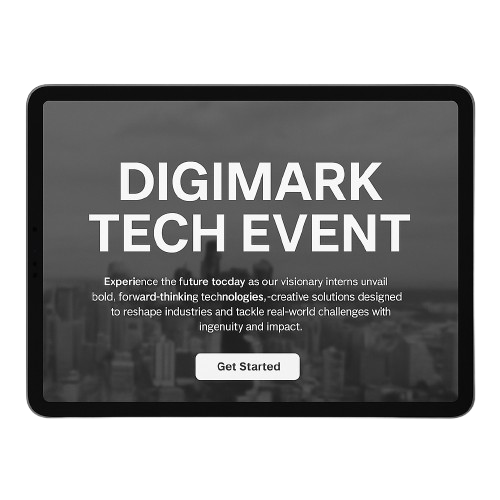 DIGIMARK
TECH EVENT
Experience the future tocday as our visionary interns unvail
bold, forward-thinking technologies,-creative solutions designed
to reshape industries and tackle real-world challenges with
ingenuity and impact.
Get Started